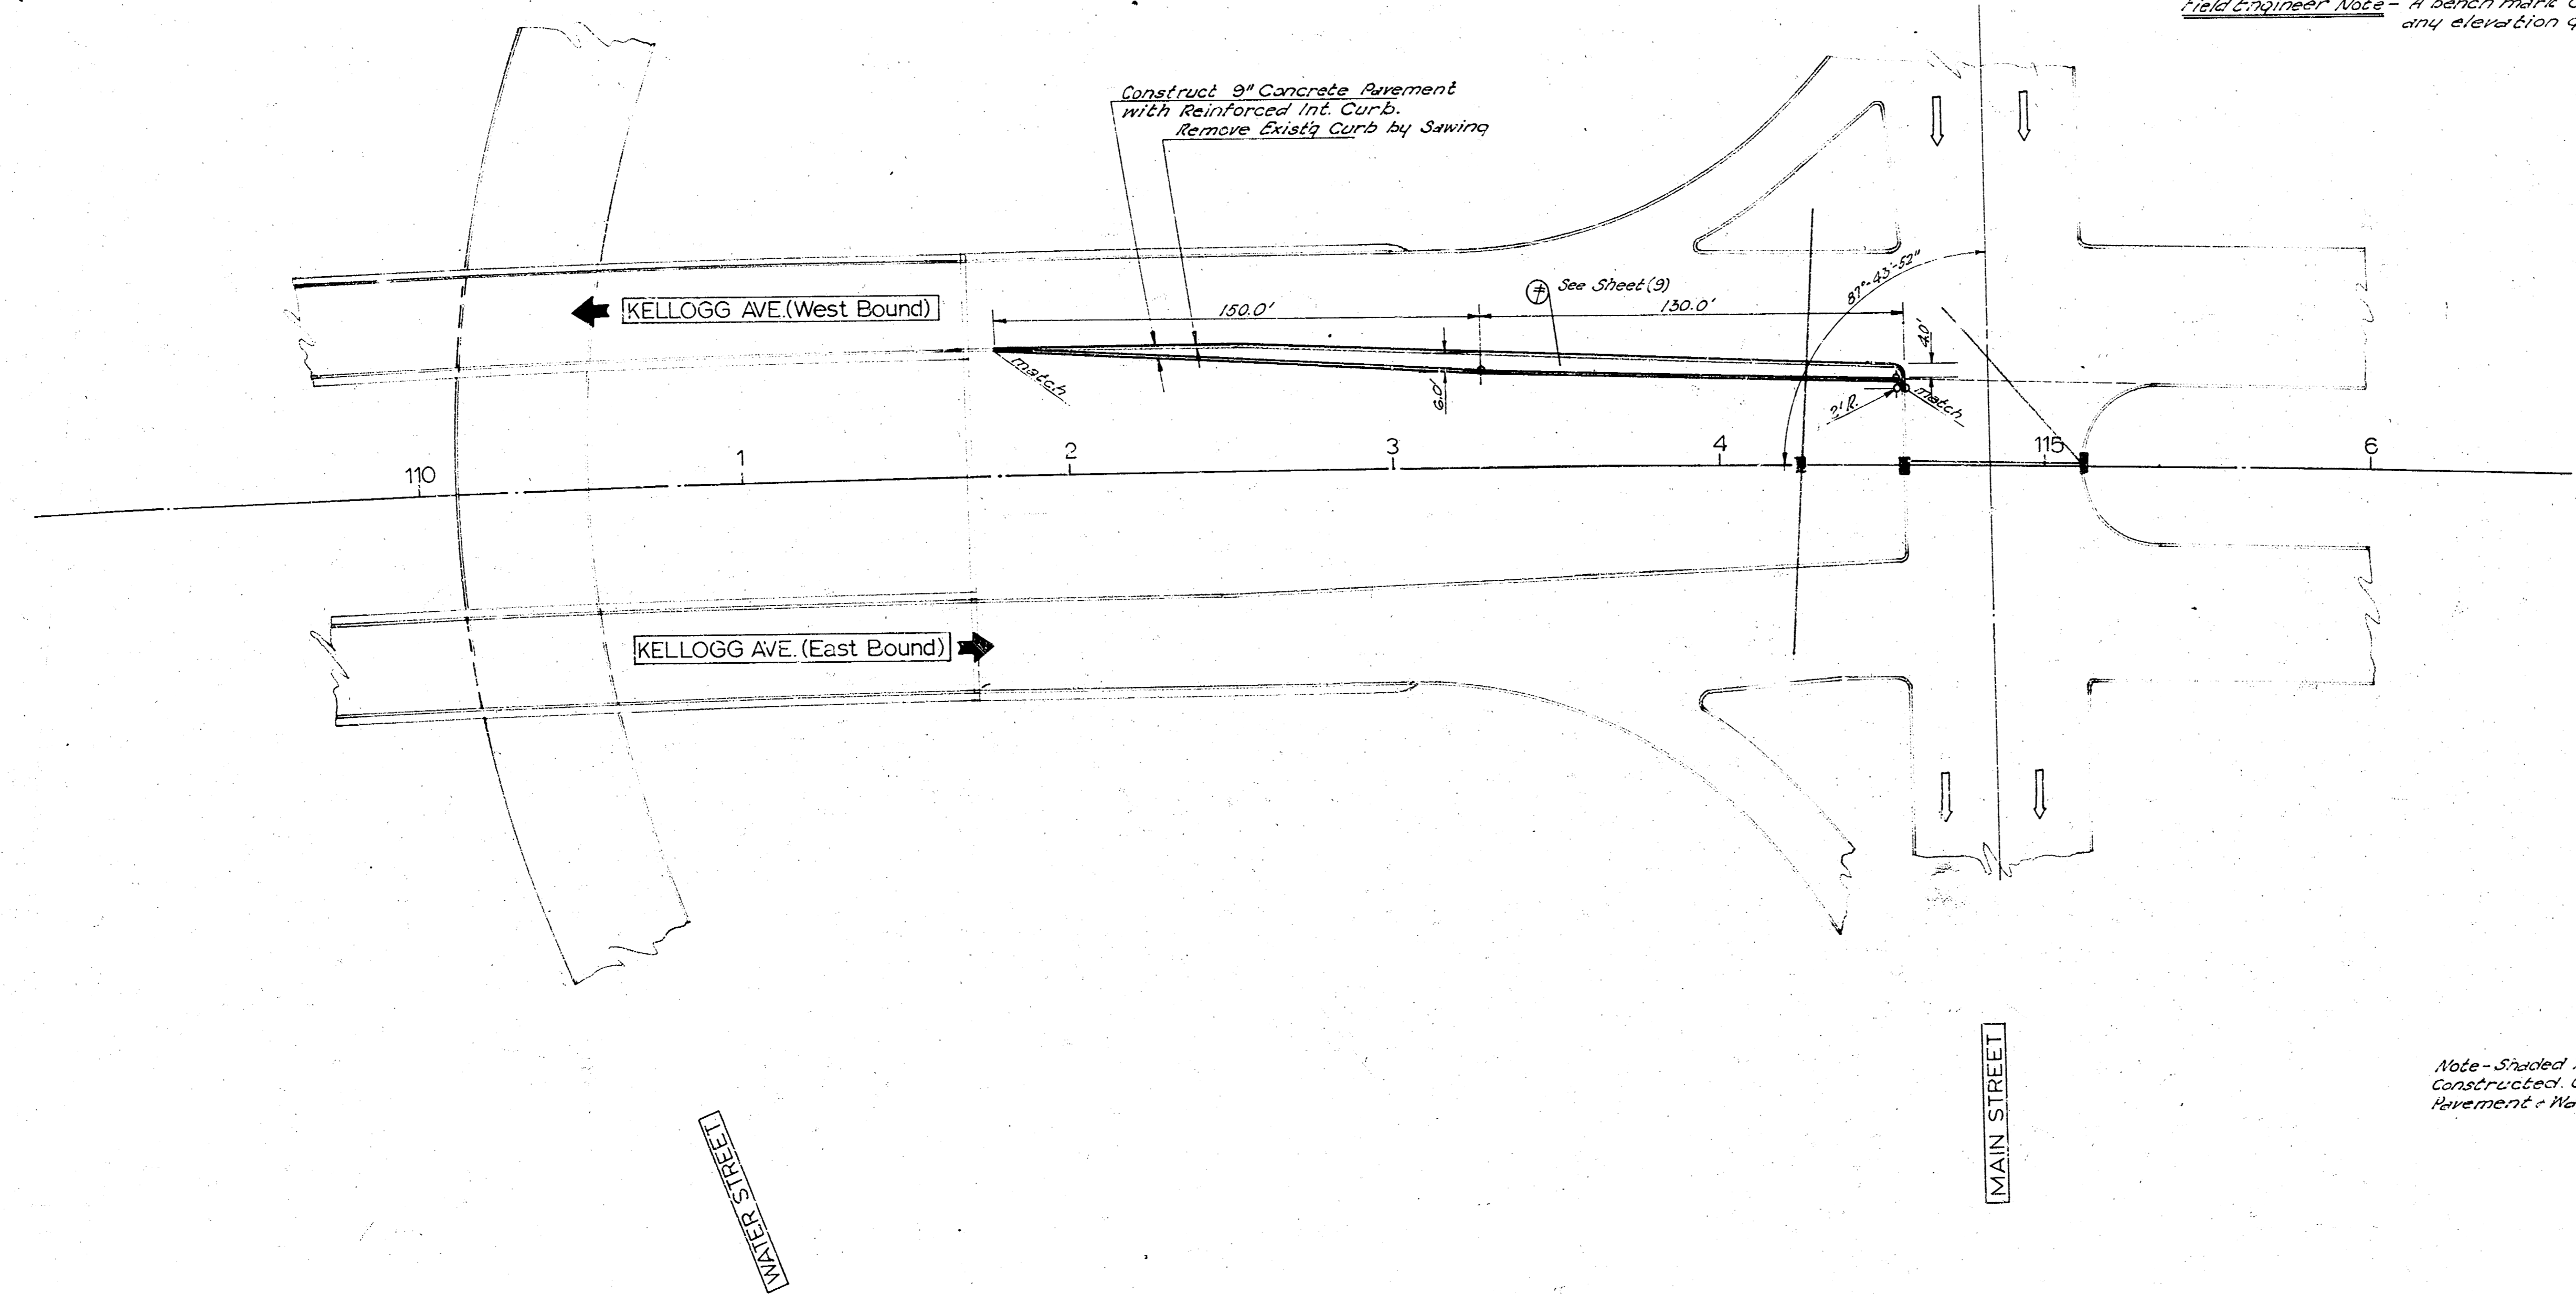 Field Engineer Note - A bench mark
any elevation
Construct 9" Concrete Pavement
with Reinforced Int. Curb.
Remove Exist'g Curb by Sawing
87°-43'-52"
See Sheet (9)
KELLOGG AVE. (West Bound)
150.0'
130.0'
4.0'
match
6.0'
2' R.
match
110
1
2
3
4
115
6
KELLOGG AVE. (East Bound)
MAIN STREET
Note - Shaded
Constructed.
Pavement &
WATER STREET